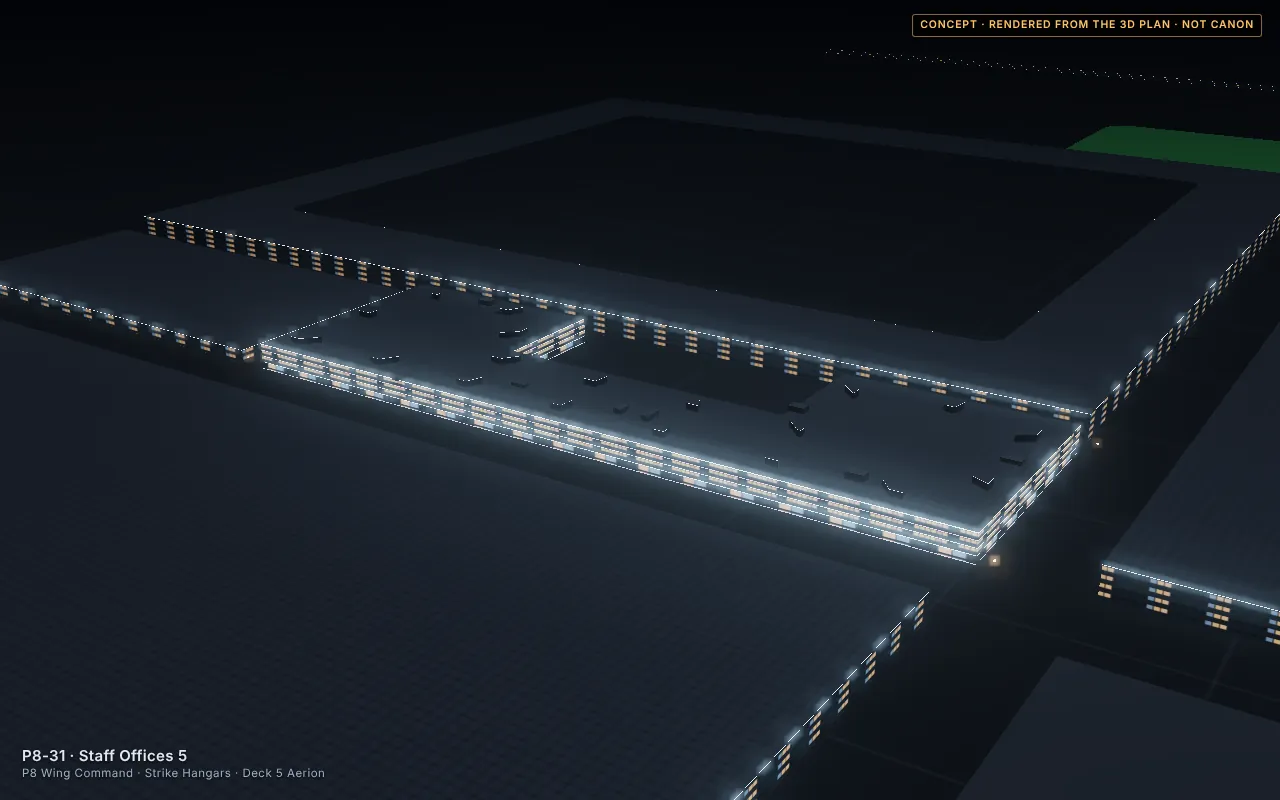 CONCEPT · RENDERED FROM THE 3D PLAN · NOT CANON
P8-31 · Staff Offices 5
P8 Wing Command · Strike Hangars · Deck 5 Aerion